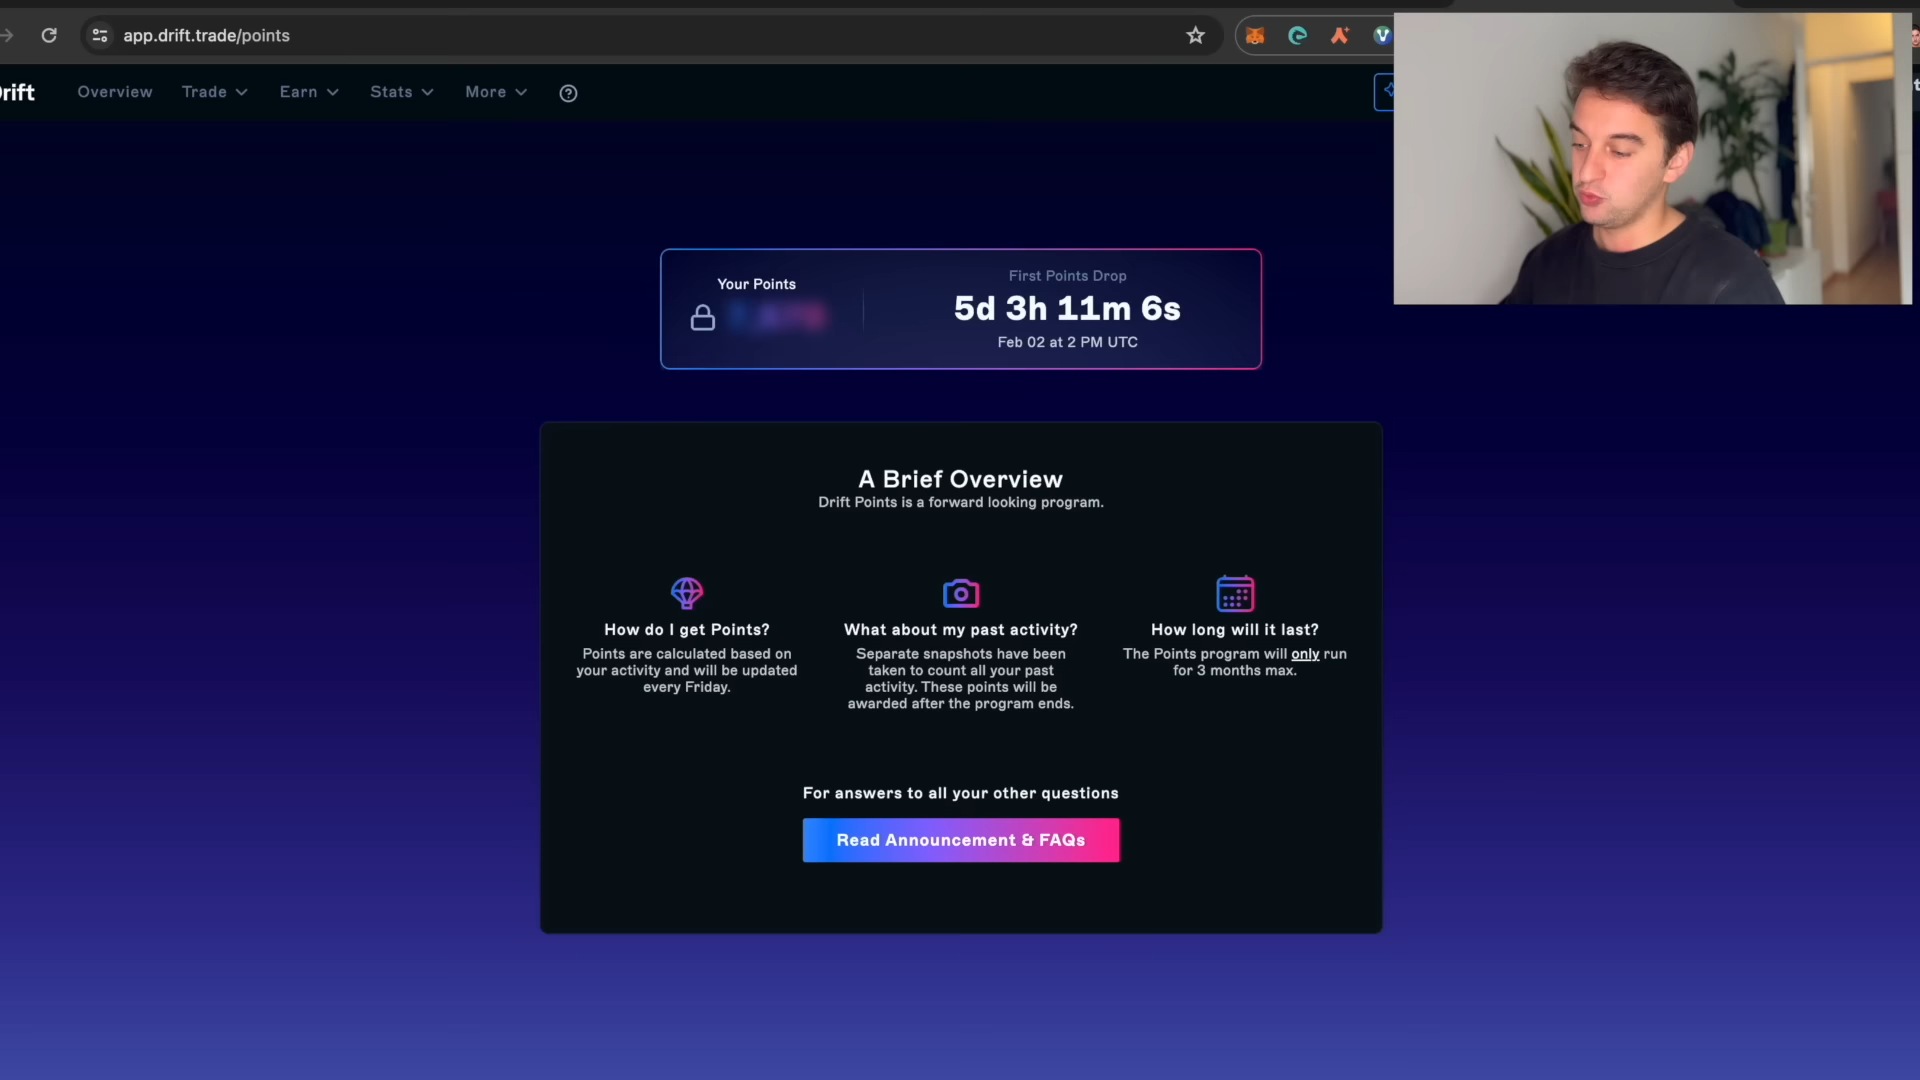 app.drift.trade/points
Drift Overview Trade Earn Stats More
Your Points
First Points Drop
5d 3h 11m 6s
Feb 02 at 2 PM UTC
A Brief Overview
Drift Points is a forward looking program.
How do I get Points?
Points are calculated based on
your activity and will be updated
every Friday.
What about my past activity?
Separate snapshots have been
taken to count all your past
activity. These points will be
awarded after the program ends.
How long will it last?
The Points program will only run
for 3 months max.
For answers to all your other questions
Read Announcement & FAQs